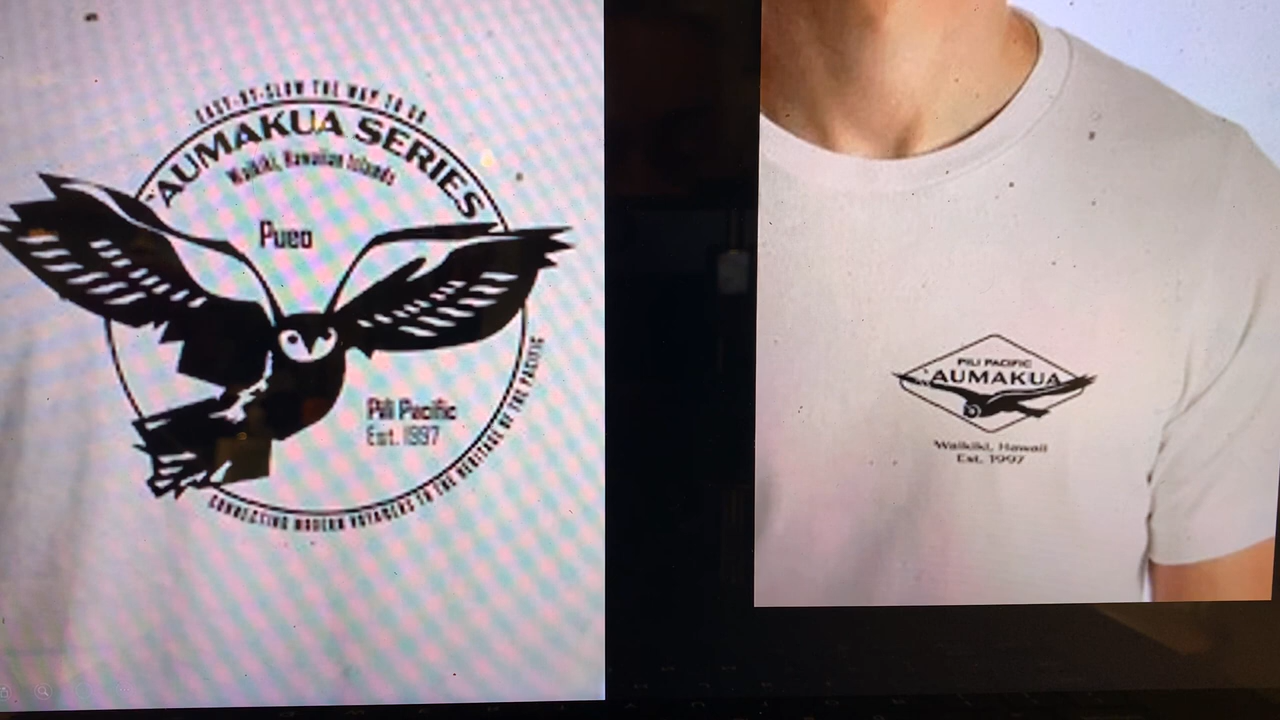 EASY-BY-SLOW THE WAY TO GO
'AUMAKUA SERIES
Waikiki, Hawaiian Islands
Pueo
Pili Pacific
Est. 1997
CONNECTING MODERN VOYAGERS TO THE HERITAGE OF THE PACIFIC
PILI PACIFIC
'AUMAKUA
Waikiki, Hawaii
Est. 1997